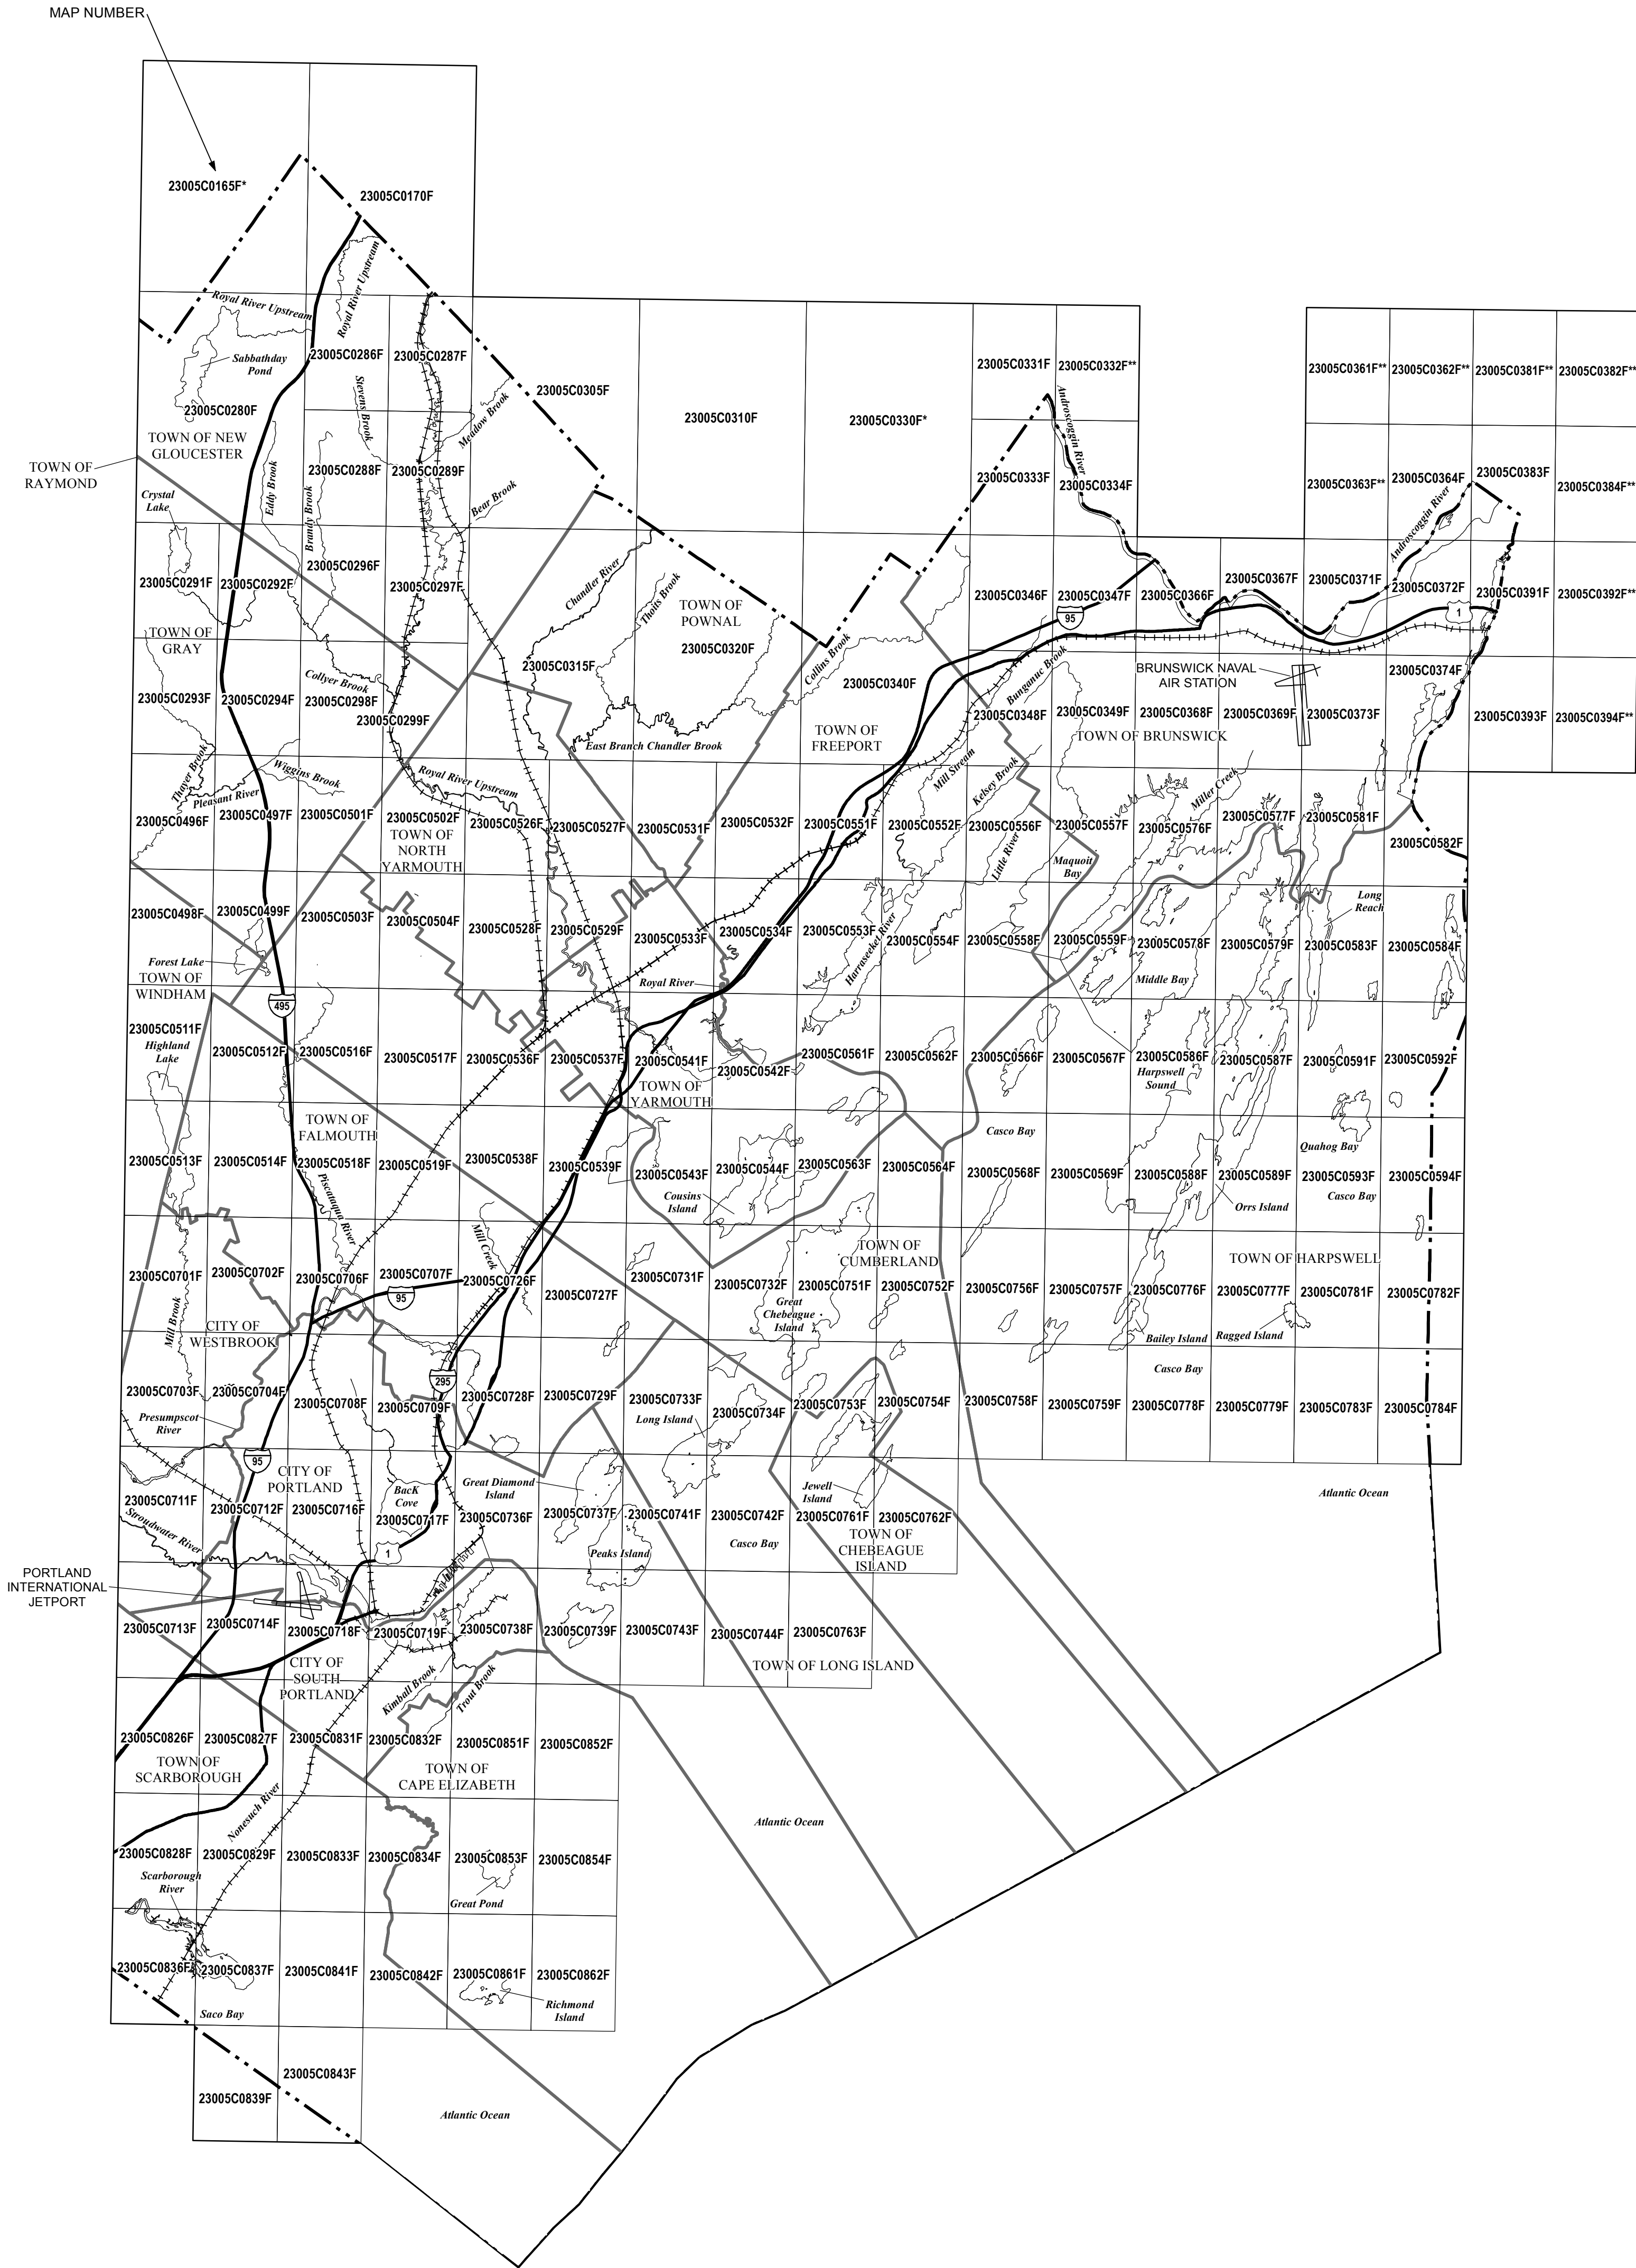 MAP NUMBER
23005C0165F*
23005C0170F
Royal River Upstream
Royal River Upstream
Sabbathday
Pond
23005C0286F
23005C0287F
23005C0280F
Stevens Brook
Meadow Brook
23005C0305F
23005C0310F
23005C0330F*
23005C0331F
23005C0332F**
23005C0361F**
23005C0362F**
23005C0381F**
23005C0382F**
TOWN OF NEW
GLOUCESTER
TOWN OF
RAYMOND
Crystal
Lake
Eddy Brook
Brandy Brook
23005C0288F
23005C0289F
Bear Brook
23005C0333F
Androscoggin River
23005C0334F
23005C0363F**
23005C0364F
23005C0383F
23005C0384F**
Androscoggin River
23005C0291F
23005C0292F
23005C0296F
23005C0297F
Chandler River
Thoits Brook
TOWN OF
POWNAL
23005C0320F
23005C0315F
23005C0346F
23005C0347F
95
23005C0366F
23005C0367F
23005C0371F
23005C0372F
1
23005C0391F
23005C0392F**
TOWN OF
GRAY
23005C0293F
23005C0294F
Collyer Brook
23005C0298F
23005C0299F
East Branch Chandler Brook
Collins Brook
23005C0340F
TOWN OF
FREEPORT
Bunganuc Brook
23005C0348F
23005C0349F
23005C0368F
23005C0369F
23005C0373F
23005C0374F
23005C0393F
23005C0394F**
BRUNSWICK NAVAL
AIR STATION
TOWN OF BRUNSWICK
Thayer Brook
Pleasant River
Wiggins Brook
Royal River Upstream
23005C0496F
23005C0497F
23005C0501F
23005C0502F
TOWN OF
NORTH
YARMOUTH
23005C0526F
23005C0527F
23005C0531F
23005C0532F
23005C0551F
23005C0552F
23005C0556F
23005C0557F
23005C0576F
23005C0577F
23005C0581F
23005C0582F
Mill Stream
Kelsey Brook
Little River
Maquoit
Bay
Miller Creek
23005C0498F
23005C0499F
23005C0503F
23005C0504F
23005C0528F
23005C0529F
23005C0533F
23005C0534F
23005C0553F
23005C0554F
23005C0558F
23005C0559F
23005C0578F
23005C0579F
23005C0583F
23005C0584F
Long
Reach
Harraseeket River
Middle Bay
Forest Lake
TOWN OF
WINDHAM
495
Royal River
23005C0511F
Highland
Lake
23005C0512F
23005C0516F
23005C0517F
23005C0536F
23005C0537F
23005C0541F
23005C0542F
23005C0561F
23005C0562F
23005C0566F
23005C0567F
23005C0586F
Harpswell
Sound
23005C0587F
23005C0591F
23005C0592F
TOWN OF
YARMOUTH
TOWN OF
FALMOUTH
23005C0513F
23005C0514F
23005C0518F
23005C0519F
23005C0538F
23005C0539F
23005C0543F
23005C0544F
23005C0563F
23005C0564F
Casco Bay
23005C0568F
23005C0569F
23005C0588F
23005C0589F
Quahog Bay
23005C0593F
Casco Bay
23005C0594F
Piscataqua River
Cousins
Island
Orrs Island
Mill Creek
23005C0701F
23005C0702F
23005C0706F
23005C0707F
95
23005C0726F
23005C0727F
23005C0731F
23005C0732F
23005C0751F
23005C0752F
TOWN OF
CUMBERLAND
Great
Chebeague
Island
23005C0756F
23005C0757F
23005C0776F
23005C0777F
23005C0781F
23005C0782F
TOWN OF HARPSWELL
Bailey Island
Ragged Island
Casco Bay
Mill Brook
CITY OF
WESTBROOK
295
23005C0703F
23005C0704F
23005C0708F
23005C0709F
23005C0728F
23005C0729F
23005C0733F
23005C0734F
23005C0753F
23005C0754F
23005C0758F
23005C0759F
23005C0778F
23005C0779F
23005C0783F
23005C0784F
Presumpscot
River
Long Island
95
CITY OF
PORTLAND
BacK
Cove
Great Diamond
Island
Jewell
Island
Atlantic Ocean
23005C0711F
23005C0712F
23005C0716F
23005C0717F
23005C0736F
23005C0737F
23005C0741F
23005C0742F
23005C0761F
23005C0762F
Stroudwater River
1
Peaks Island
Casco Bay
TOWN OF
CHEBEAGUE
ISLAND
PORTLAND
INTERNATIONAL
JETPORT
23005C0713F
23005C0714F
23005C0718F
23005C0719F
23005C0738F
23005C0739F
23005C0743F
23005C0744F
23005C0763F
TOWN OF LONG ISLAND
CITY OF
SOUTH
PORTLAND
Kimball Brook
Trout Brook
23005C0826F
23005C0827F
23005C0831F
23005C0832F
23005C0851F
23005C0852F
TOWN OF
SCARBOROUGH
TOWN OF
CAPE ELIZABETH
Nonesuch River
Atlantic Ocean
23005C0828F
23005C0829F
23005C0833F
23005C0834F
23005C0853F
23005C0854F
Scarborough
River
Great Pond
23005C0836F
23005C0837F
23005C0841F
23005C0842F
23005C0861F
23005C0862F
Richmond
Island
Saco Bay
23005C0843F
23005C0839F
Atlantic Ocean